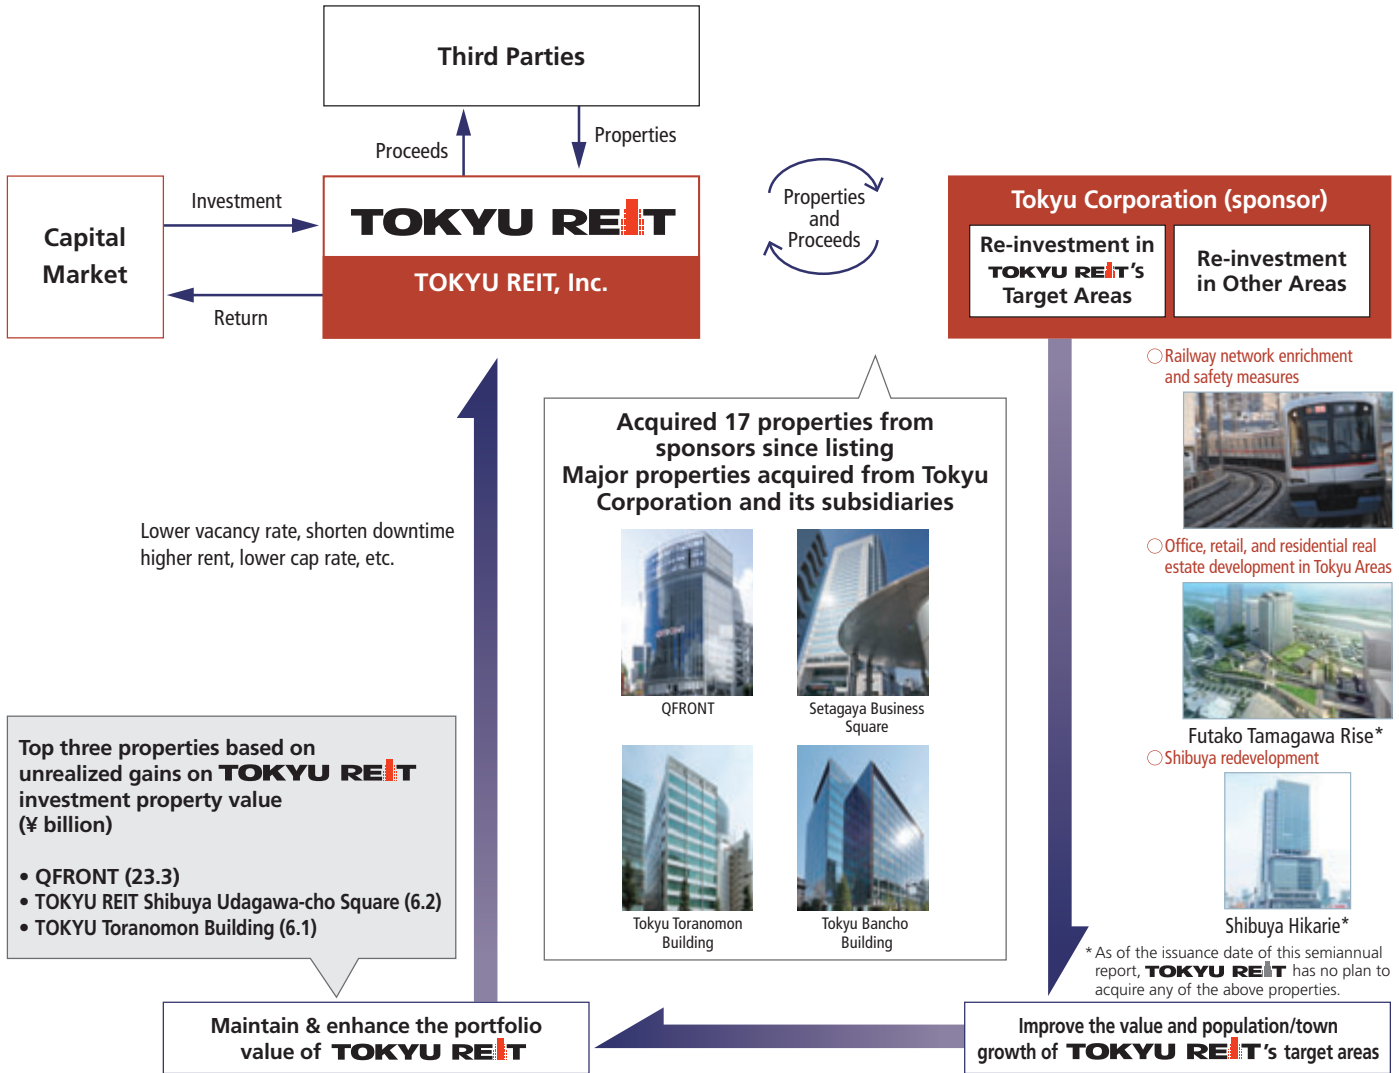 Third Parties
Proceeds
Properties
Capital
Market
Investment
Return
TOKYU REIT
TOKYU REIT, Inc.
Properties
and
Proceeds
Tokyu Corporation (sponsor)
Re-investment in
TOKYU REIT's
Target Areas
Re-investment
in Other Areas
Railway network enrichment
and safety measures
Office, retail, and residential real
estate development in Tokyu Areas
Futako Tamagawa Rise*
Shibuya redevelopment
Shibuya Hikarie*
* As of the issuance date of this semiannual
report, TOKYU REIT has no plan to
acquire any of the above properties.
Acquired 17 properties from
sponsors since listing
Major properties acquired from Tokyu
Corporation and its subsidiaries
QFRONT
Setagaya Business
Square
Tokyu Toranomon
Building
Tokyu Bancho
Building
Lower vacancy rate, shorten downtime
higher rent, lower cap rate, etc.
Top three properties based on
unrealized gains on TOKYU REIT
investment property value
(¥ billion)
• QFRONT (23.3)
• TOKYU REIT Shibuya Udagawa-cho Square (6.2)
• TOKYU Toranomon Building (6.1)
Maintain & enhance the portfolio
value of TOKYU REIT
Improve the value and population/town
growth of TOKYU REIT's target areas